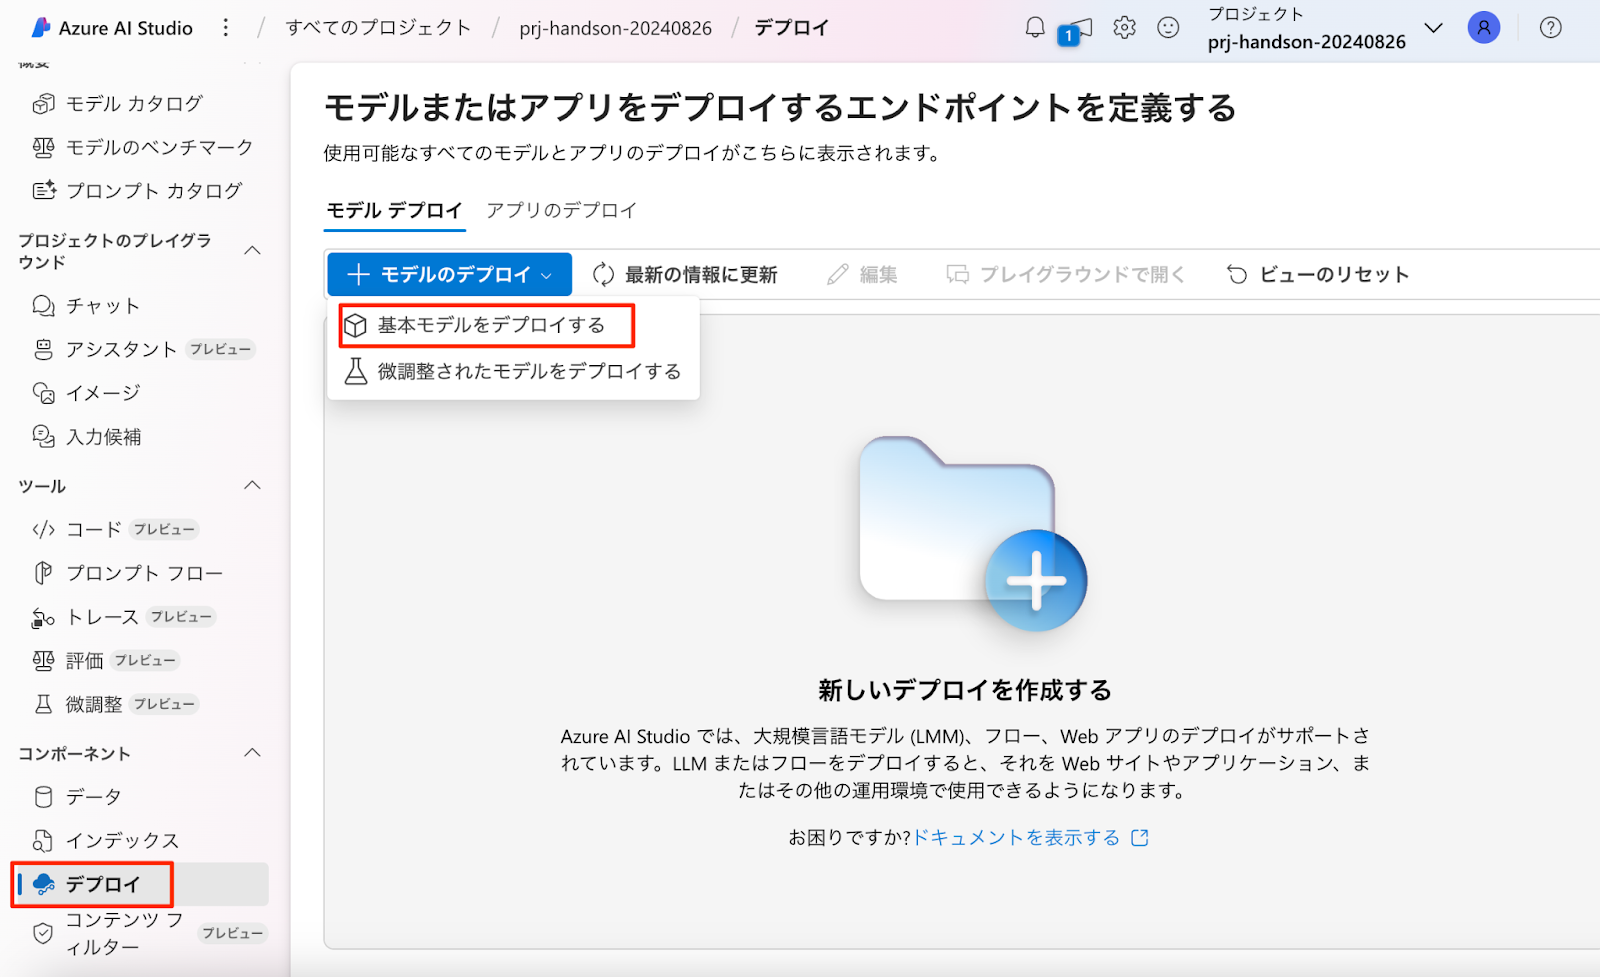 Azure AI Studio
/ すべてのプロジェクト / prj-handson-20240826 / デプロイ
1
プロジェクト
prj-handson-20240826
A
概要
モデル カタログ
モデルのベンチマーク
プロンプト カタログ
プロジェクトのプレイグラ
ウンド
チャット
アシスタント プレビュー
イメージ
入力候補
ツール
コード プレビュー
プロンプト フロー
トレース プレビュー
評価 プレビュー
微調整 プレビュー
コンポーネント
データ
インデックス
デプロイ
コンテンツ フ
ィルター プレビュー
モデルまたはアプリをデプロイするエンドポイントを定義する
使用可能なすべてのモデルとアプリのデプロイがこちらに表示されます。
モデル デプロイ アプリのデプロイ
モデルのデプロイ 最新の情報に更新 編集 プレイグラウンドで開く ビューのリセット
基本モデルをデプロイする
微調整されたモデルをデプロイする
新しいデプロイを作成する
Azure AI Studio では、大規模言語モデル (LMM)、フロー、Web アプリのデプロイがサポートさ
れています。LLM またはフローをデプロイすると、それを Web サイトやアプリケーション、ま
たはその他の運用環境で使用できるようになります。
お困りですか?ドキュメントを表示する